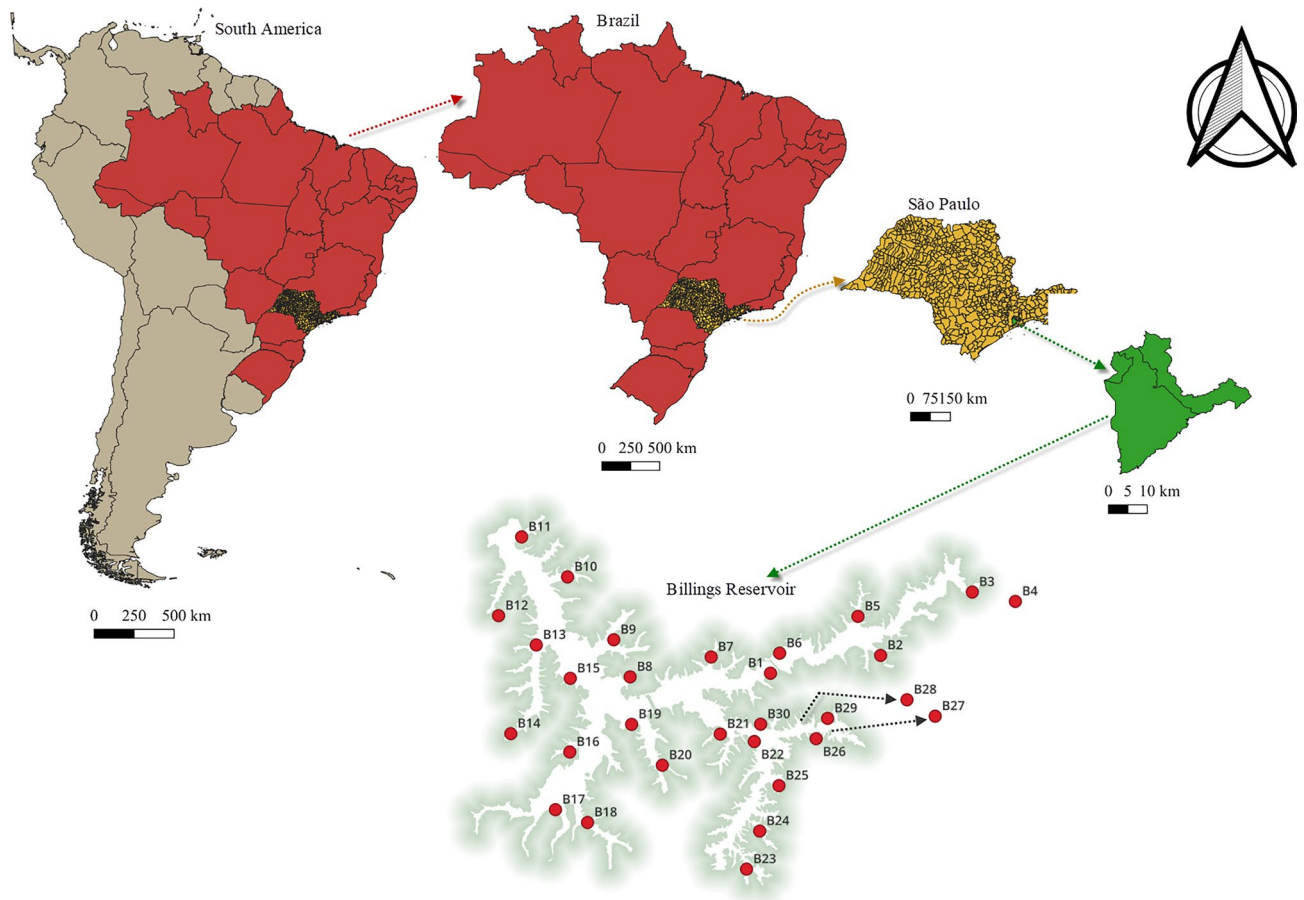 South America
Brazil
São Paulo
0 75150 km
0 250 500 km
0 5 10 km
0 250 500 km
Billings Reservoir
B11
B10
B12
B13
B9
B15
B8
B14
B16
B19
B20
B17
B18
B7
B6
B1
B5
B2
B3
B4
B28
B27
B30
B29
B21
B22
B26
B25
B24
B23